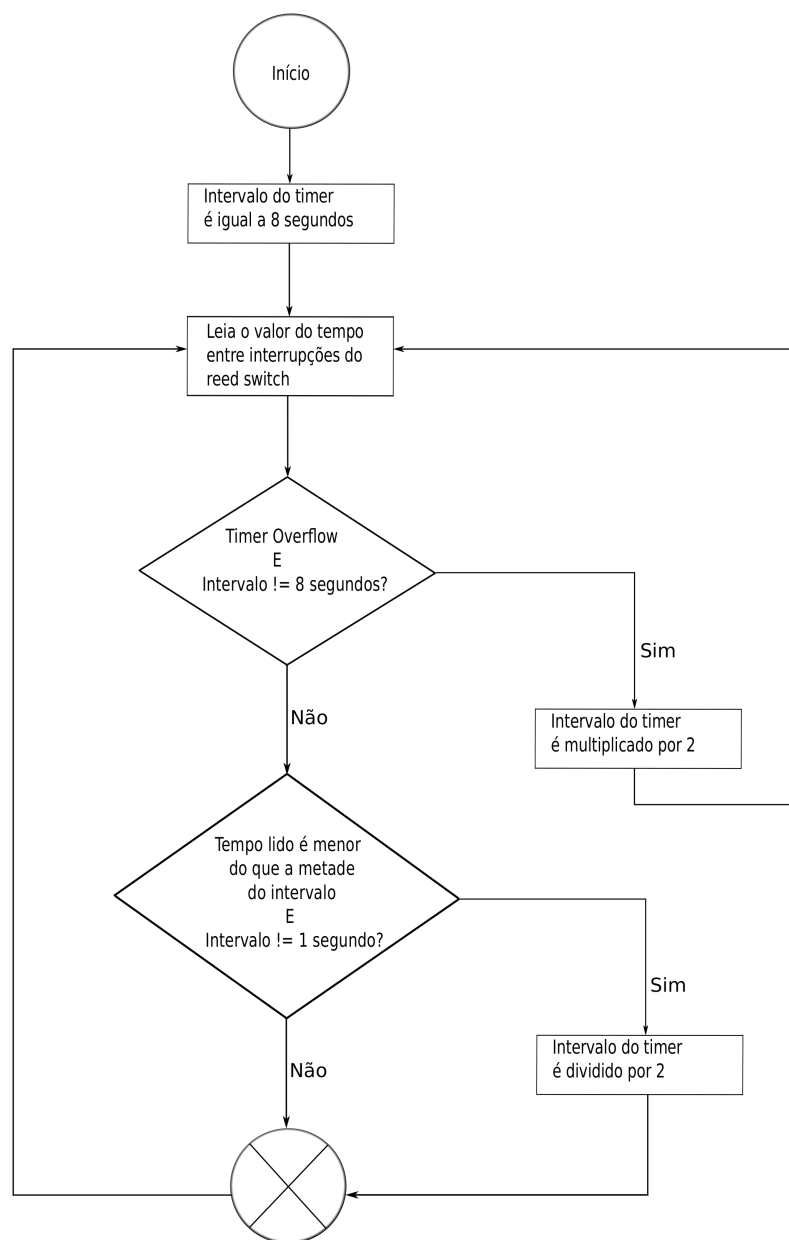 Início
Intervalo do timer
é igual a 8 segundos
Leia o valor do tempo
entre interrupções do
reed switch
Timer Overflow
E
Intervalo != 8 segundos?
Sim
Não
Intervalo do timer
é multiplicado por 2
Tempo lido é menor
do que a metade
do intervalo
E
Intervalo != 1 segundo?
Sim
Não
Intervalo do timer
é dividido por 2